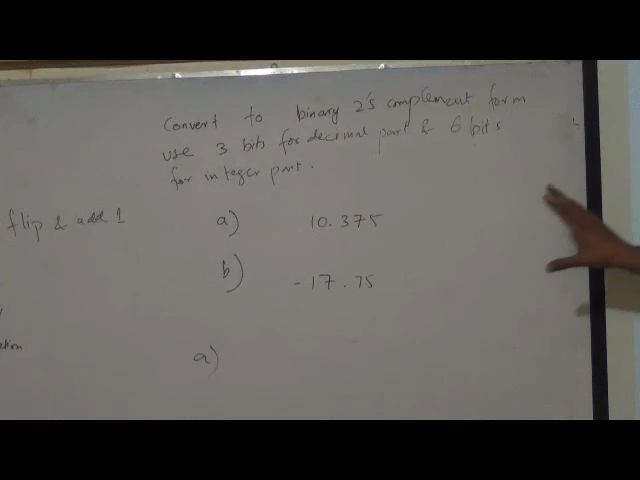 convert to binary 2's complement form
use 3 bits for decimal part & 6 bits
for integer part.
flip & add 1
a) 10.375
b) -17.75
a)